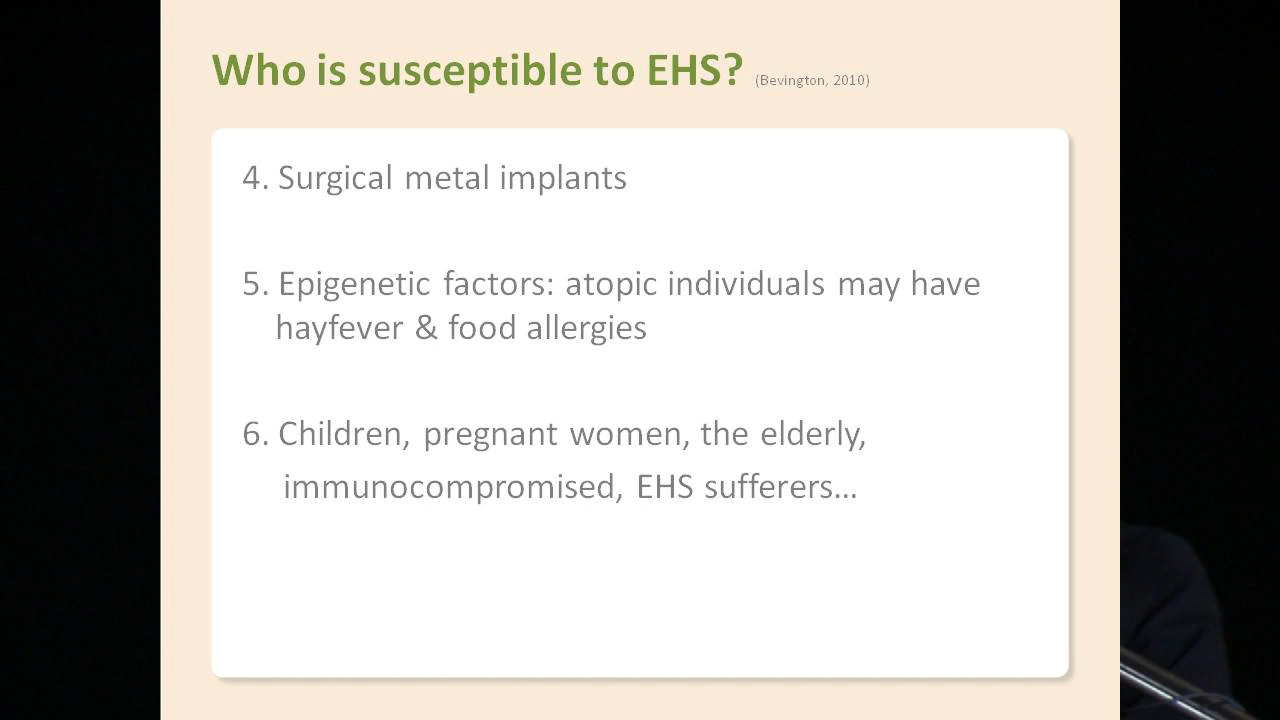 Who is susceptible to EHS? (Bevington, 2010)
4. Surgical metal implants
5. Epigenetic factors: atopic individuals may have
hayfever & food allergies
6. Children, pregnant women, the elderly,
immunocompromised, EHS sufferers...